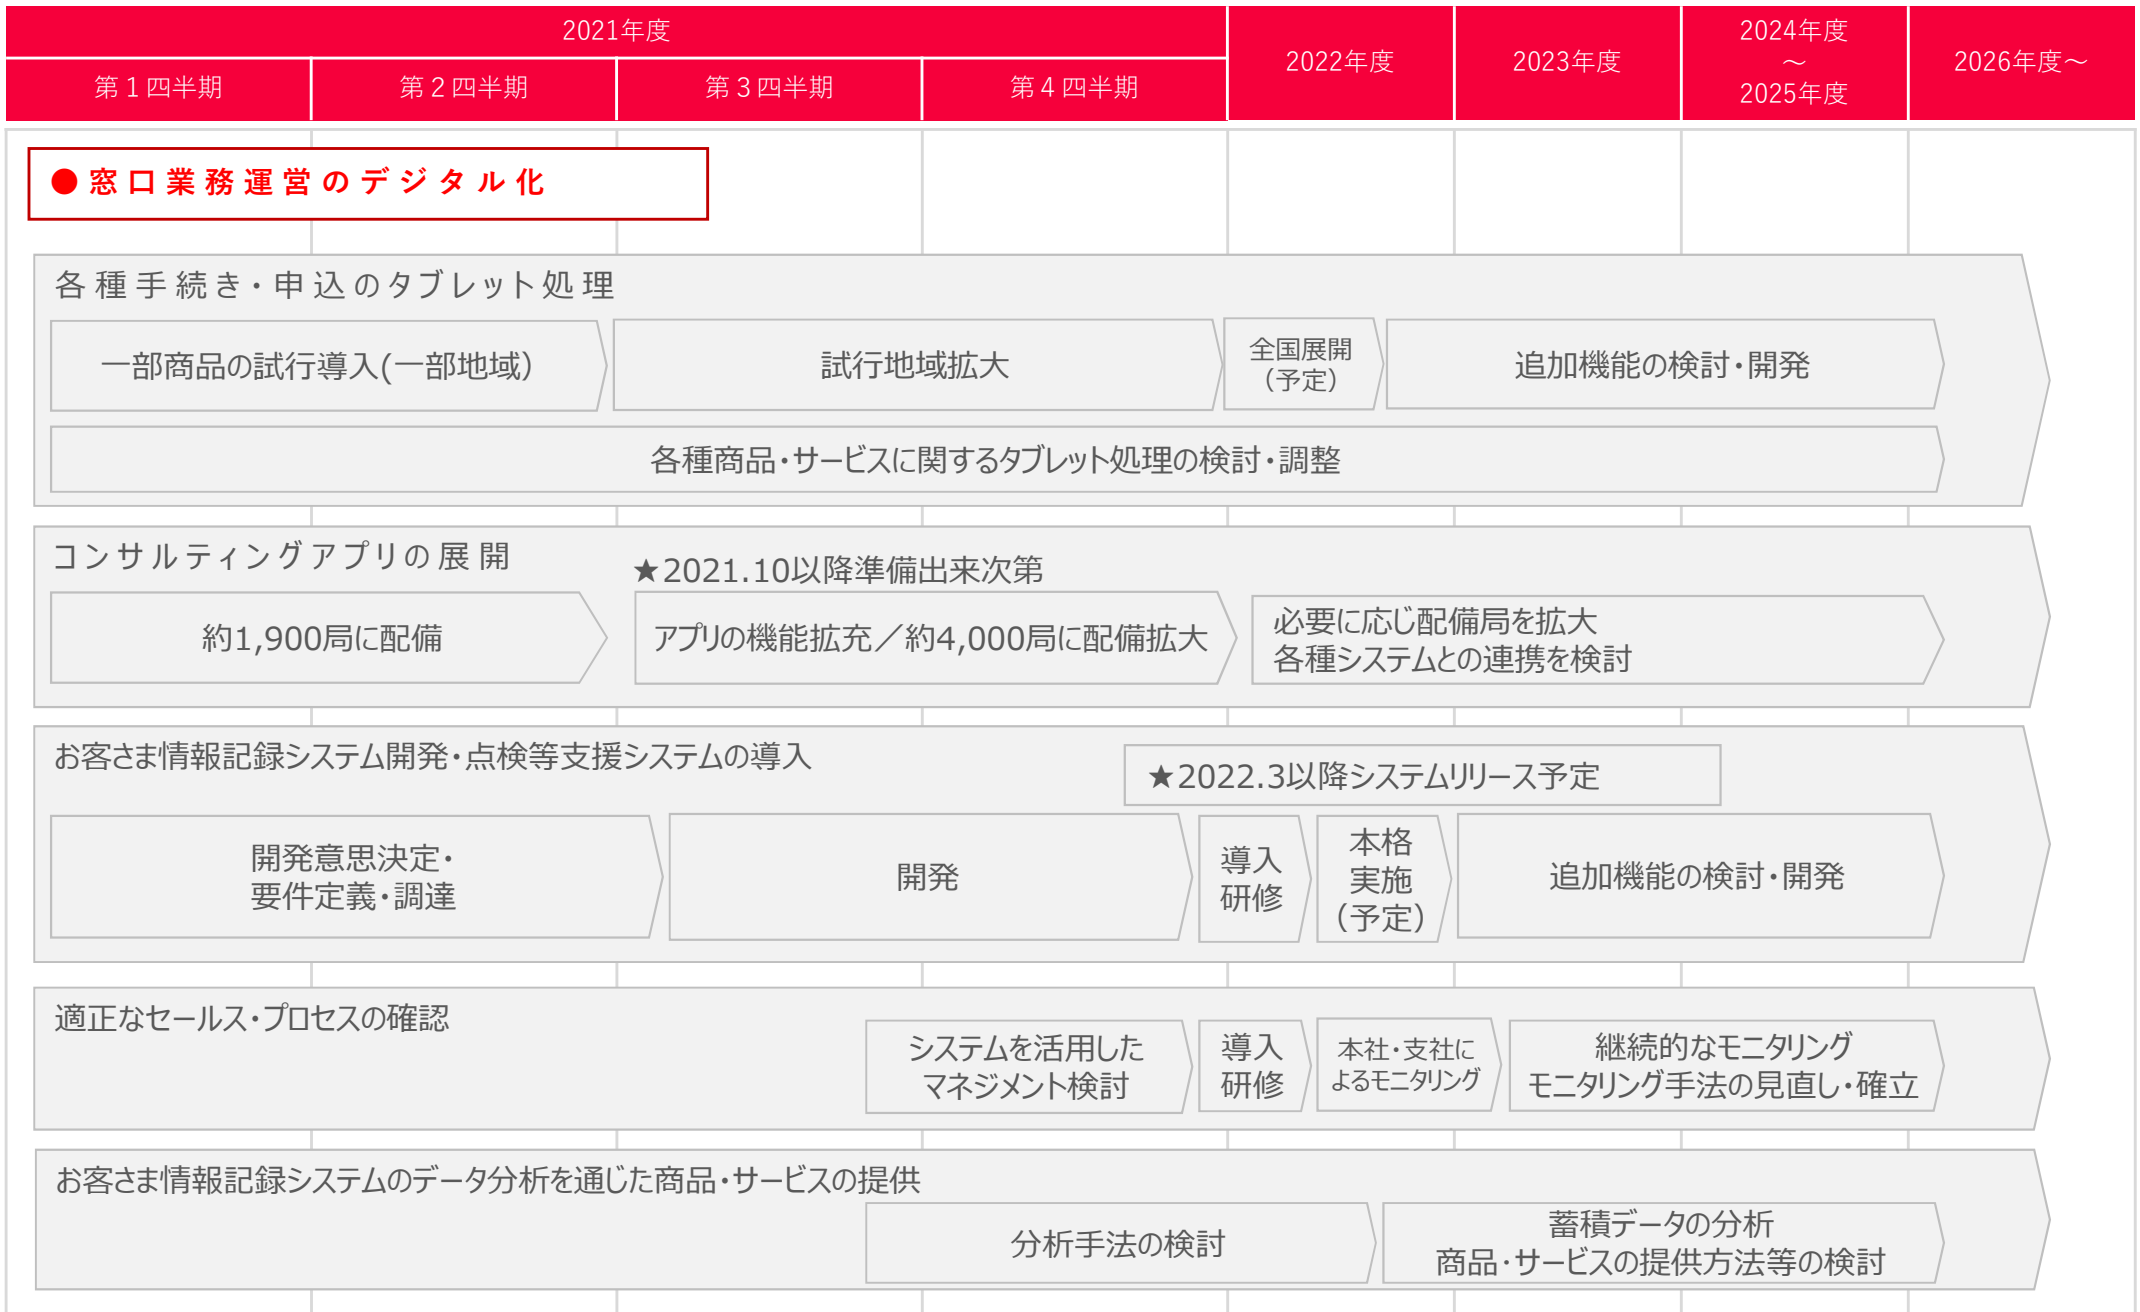 2021年度
2022年度
2023年度
2024年度
～
2025年度
2026年度～
第１四半期
第２四半期
第３四半期
第４四半期
●窓口業務運営のデジタル化
各種手続き・申込のタブレット処理
一部商品の試行導入(一部地域）
試行地域拡大
全国展開
（予定）
追加機能の検討・開発
各種商品・サービスに関するタブレット処理の検討・調整
コンサルティングアプリの展開
★2021.10以降準備出来次第
約1,900局に配備
アプリの機能拡充／約4,000局に配備拡大
必要に応じ配備局を拡大
各種システムとの連携を検討
お客さま情報記録システム開発・点検等支援システムの導入
★2022.3以降システムリリース予定
開発意思決定・
要件定義・調達
開発
導入
研修
本格
実施
（予定）
追加機能の検討・開発
適正なセールス・プロセスの確認
システムを活用した
マネジメント検討
導入
研修
本社・支社に
よるモニタリング
継続的なモニタリング
モニタリング手法の見直し・確立
お客さま情報記録システムのデータ分析を通じた商品・サービスの提供
分析手法の検討
蓄積データの分析
商品・サービスの提供方法等の検討